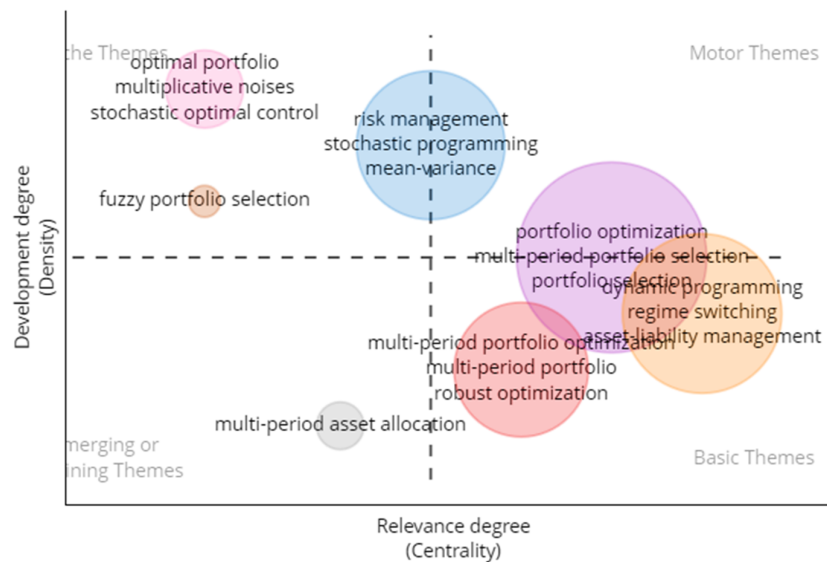 che Themes
Motor Themes
optimal portfolio
multiplicative noises
stochastic optimal control
risk management
stochastic programming
mean-variance
fuzzy portfolio selection
portfolio optimization
multi-period portfolio selection
portfolio selection
dynamic programming
regime switching
asset-liability management
multi-period portfolio optimization
multi-period portfolio
robust optimization
multi-period asset allocation
merging or
ining Themes
Basic Themes
Development degree
(Density)
Relevance degree
(Centrality)